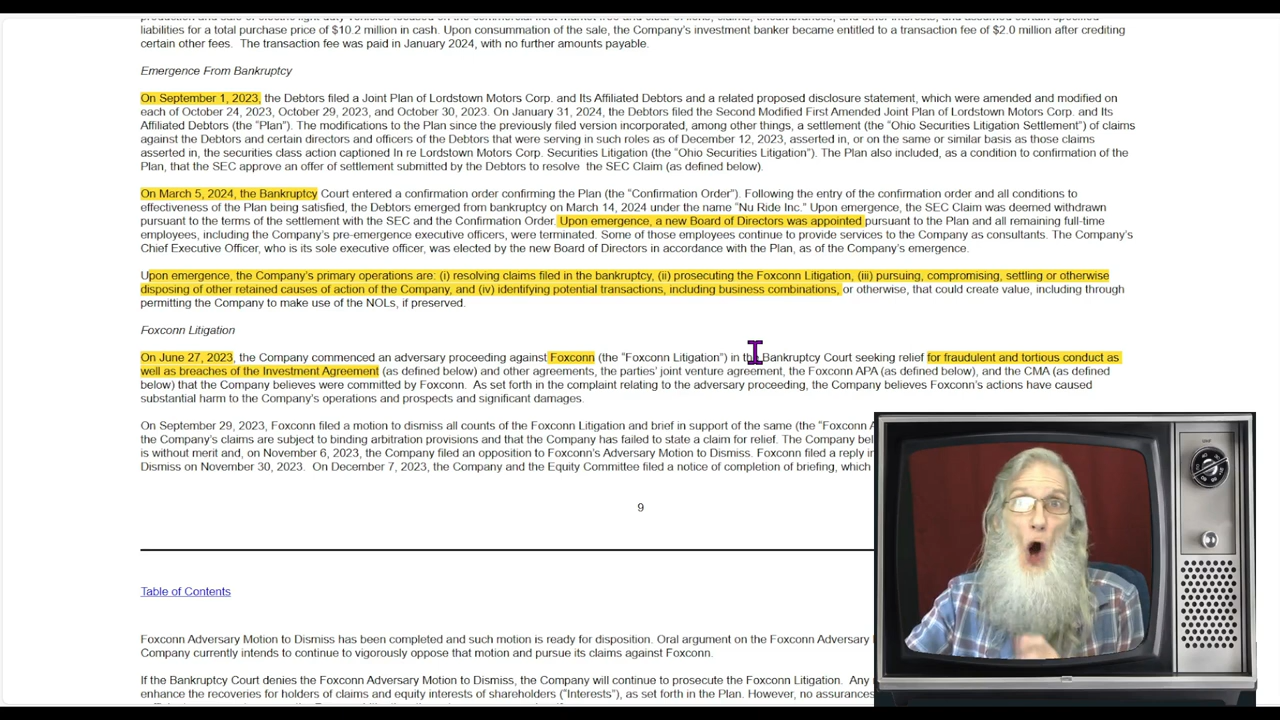 production and sale of electric light duty vehicles focused on the commercial fleet market free and clear of liens, claims, encumbrances, and other interests, and assumed certain specified
liabilities for a total purchase price of $10.2 million in cash. Upon consummation of the sale, the Company's investment banker became entitled to a transaction fee of $2.0 million after crediting
certain other fees. The transaction fee was paid in January 2024, with no further amounts payable.
Emergence From Bankruptcy
On September 1, 2023, the Debtors filed a Joint Plan of Lordstown Motors Corp. and Its Affiliated Debtors and a related proposed disclosure statement, which were amended and modified on
each of October 24, 2023, October 29, 2023, and October 30, 2023. On January 31, 2024, the Debtors filed the Second Modified First Amended Joint Plan of Lordstown Motors Corp. and Its
Affiliated Debtors (the "Plan"). The modifications to the Plan since the previously filed version incorporated, among other things, a settlement (the "Ohio Securities Litigation Settlement") of claims
against the Debtors and certain directors and officers of the Debtors that were serving in such roles as of December 12, 2023, asserted in, or on the same or similar basis as those claims
asserted in, the securities class action captioned In re Lordstown Motors Corp. Securities Litigation (the "Ohio Securities Litigation"). The Plan also included, as a condition to confirmation of the
Plan, that the SEC approve an offer of settlement submitted by the Debtors to resolve the SEC Claim (as defined below).
On March 5, 2024, the Bankruptcy Court entered a confirmation order confirming the Plan (the "Confirmation Order"). Following the entry of the confirmation order and all conditions to
effectiveness of the Plan being satisfied, the Debtors emerged from bankruptcy on March 14, 2024 under the name "Nu Ride Inc." Upon emergence, the SEC Claim was deemed withdrawn
pursuant to the terms of the settlement with the SEC and the Confirmation Order. Upon emergence, a new Board of Directors was appointed pursuant to the Plan and all remaining full-time
employees, including the Company's pre-emergence executive officers, were terminated. Some of those employees continue to provide services to the Company as consultants. The Company's
Chief Executive Officer, who is its sole executive officer, was elected by the new Board of Directors in accordance with the Plan, as of the Company's emergence.
Upon emergence, the Company's primary operations are: (i) resolving claims filed in the bankruptcy, (ii) prosecuting the Foxconn Litigation, (iii) pursuing, compromising, settling or otherwise
disposing of other retained causes of action of the Company, and (iv) identifying potential transactions, including business combinations, or otherwise, that could create value, including through
permitting the Company to make use of the NOLs, if preserved.
Foxconn Litigation
On June 27, 2023, the Company commenced an adversary proceeding against Foxconn (the "Foxconn Litigation") in the Bankruptcy Court seeking relief for fraudulent and tortious conduct as
well as breaches of the Investment Agreement (as defined below) and other agreements, the parties' joint venture agreement, the Foxconn APA (as defined below), and the CMA (as defined
below) that the Company believes were committed by Foxconn. As set forth in the complaint relating to the adversary proceeding, the Company believes Foxconn's actions have caused
substantial harm to the Company's operations and prospects and significant damages.
On September 29, 2023, Foxconn filed a motion to dismiss all counts of the Foxconn Litigation and brief in support of the same (the "Foxconn
the Company's claims are subject to binding arbitration provisions and that the Company has failed to state a claim for relief. The Company
is without merit and, on November 6, 2023, the Company filed an opposition to Foxconn's Adversary Motion to Dismiss. Foxconn filed a reply
Dismiss on November 30, 2023. On December 7, 2023, the Company and the Equity Committee filed a notice of completion of briefing, which
9
Table of Contents
Foxconn Adversary Motion to Dismiss has been completed and such motion is ready for disposition. Oral argument on the Foxconn Adversary
Company currently intends to continue to vigorously oppose that motion and pursue its claims against Foxconn.
If the Bankruptcy Court denies the Foxconn Adversary Motion to Dismiss, the Company will continue to prosecute the Foxconn Litigation. Any
enhance the recoveries for holders of claims and equity interests of shareholders ("Interests"), as set forth in the Plan. However, no assurances